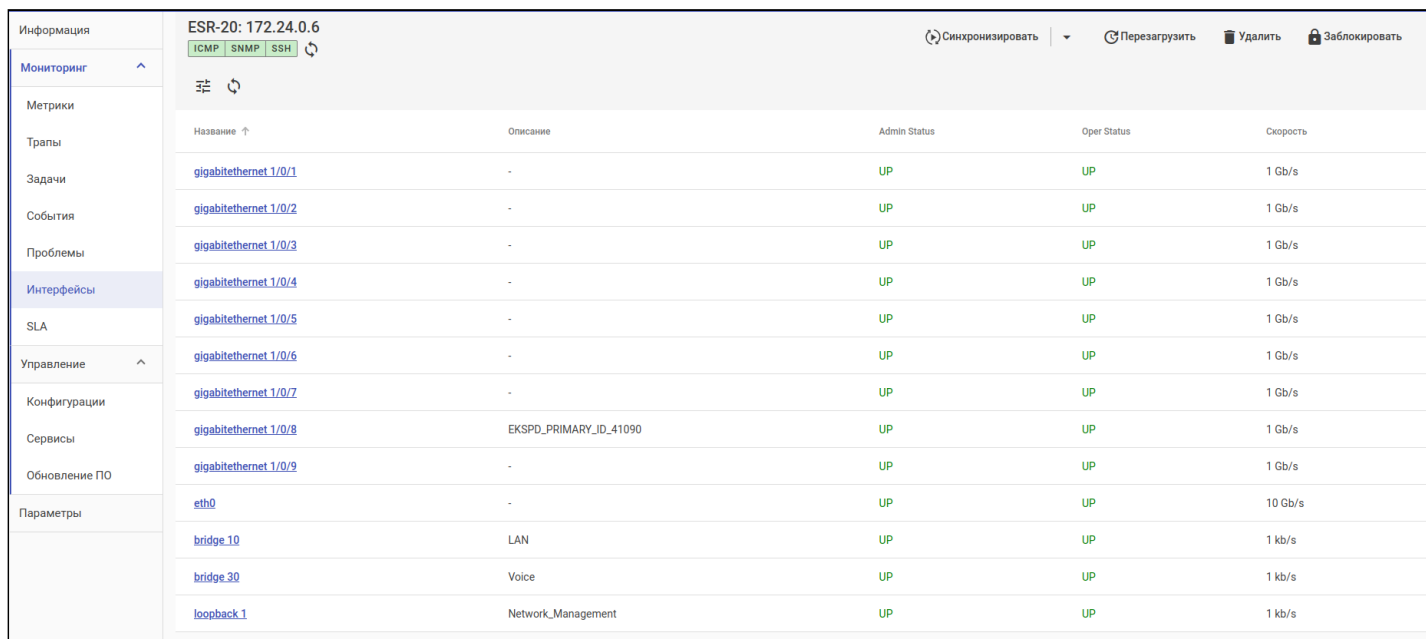 Информация
Мониторинг
Метрики
Трапы
Задачи
События
Проблемы
Интерфейсы
SLA
Управление
Конфигурации
Сервисы
Обновление ПО
Параметры
ESR-20: 172.24.0.6
ICMP SNMP SSH
Синхронизировать Перезагрузить Удалить Заблокировать
Название Описание Admin Status Oper Status Скорость
gigabitethernet 1/0/1 - UP UP 1 Gb/s
gigabitethernet 1/0/2 - UP UP 1 Gb/s
gigabitethernet 1/0/3 - UP UP 1 Gb/s
gigabitethernet 1/0/4 - UP UP 1 Gb/s
gigabitethernet 1/0/5 - UP UP 1 Gb/s
gigabitethernet 1/0/6 - UP UP 1 Gb/s
gigabitethernet 1/0/7 - UP UP 1 Gb/s
gigabitethernet 1/0/8 EKSPD_PRIMARY_ID_41090 UP UP 1 Gb/s
gigabitethernet 1/0/9 - UP UP 1 Gb/s
eth0 - UP UP 10 Gb/s
bridge 10 LAN UP UP 1 kb/s
bridge 30 Voice UP UP 1 kb/s
loopback 1 Network_Management UP UP 1 kb/s